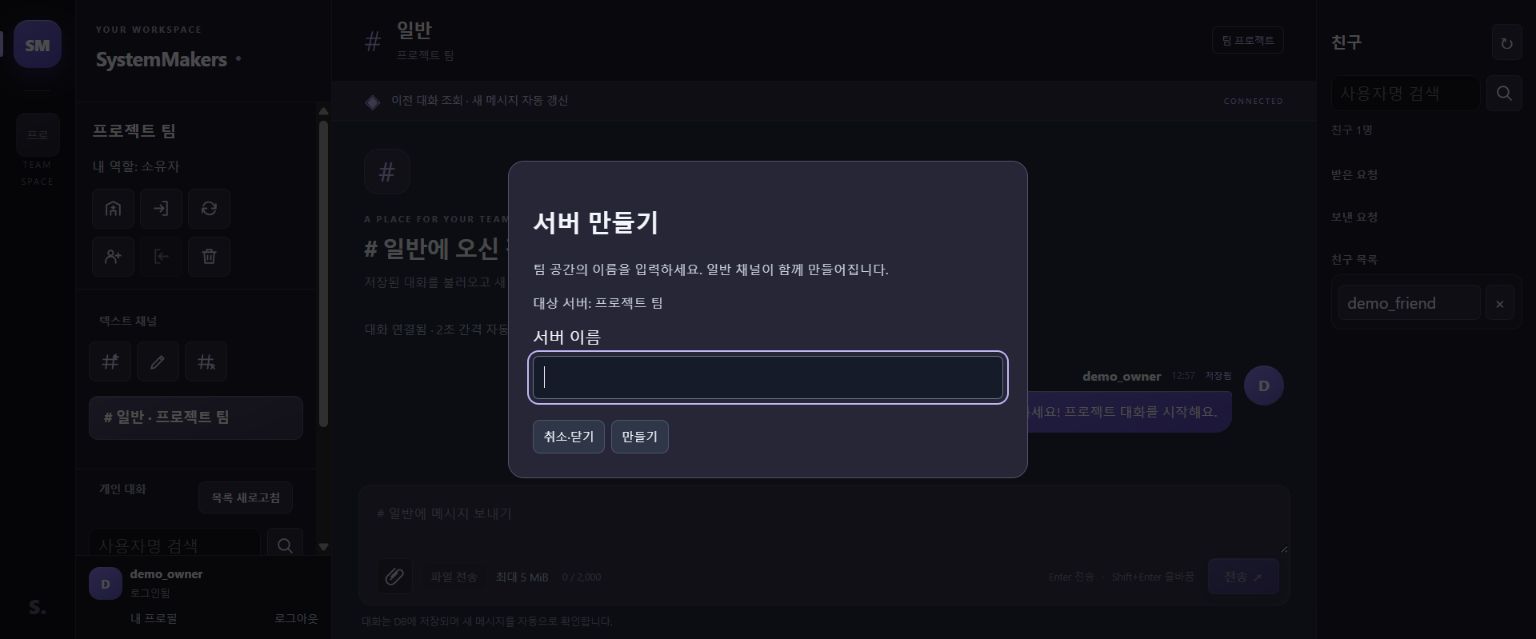 SM
프로
TEAM
SPACE
S.
YOUR WORKSPACE
SystemMakers
프로젝트 팀
내 역할: 소유자
텍스트 채널
# 일반 · 프로젝트 팀
개인 대화
목록 새로고침
사용자명 검색
D
demo_owner
로그인됨
내 프로필
로그아웃
# 일반
프로젝트 팀
팀 프로젝트
이전 대화 조회 · 새 메시지 자동 갱신
CONNECTED
#
A PLACE FOR YOUR TEAM
# 일반에 오신
저장된 대화를 불러오고 새
대화 연결됨 · 2초 간격 자동
demo_owner 12:57 저장됨
D
세요! 프로젝트 대화를 시작해요.
서버 만들기
팀 공간의 이름을 입력하세요. 일반 채널이 함께 만들어집니다.
대상 서버: 프로젝트 팀
서버 이름
취소·닫기
만들기
# 일반에 메시지 보내기
파일 전송
최대 5 MiB
0 / 2,000
Enter 전송 · Shift+Enter 줄바꿈
전송 ↗
대화는 DB에 저장되며 새 메시지를 자동으로 확인합니다.
친구
↻
사용자명 검색
친구 1명
받은 요청
보낸 요청
친구 목록
demo_friend
×